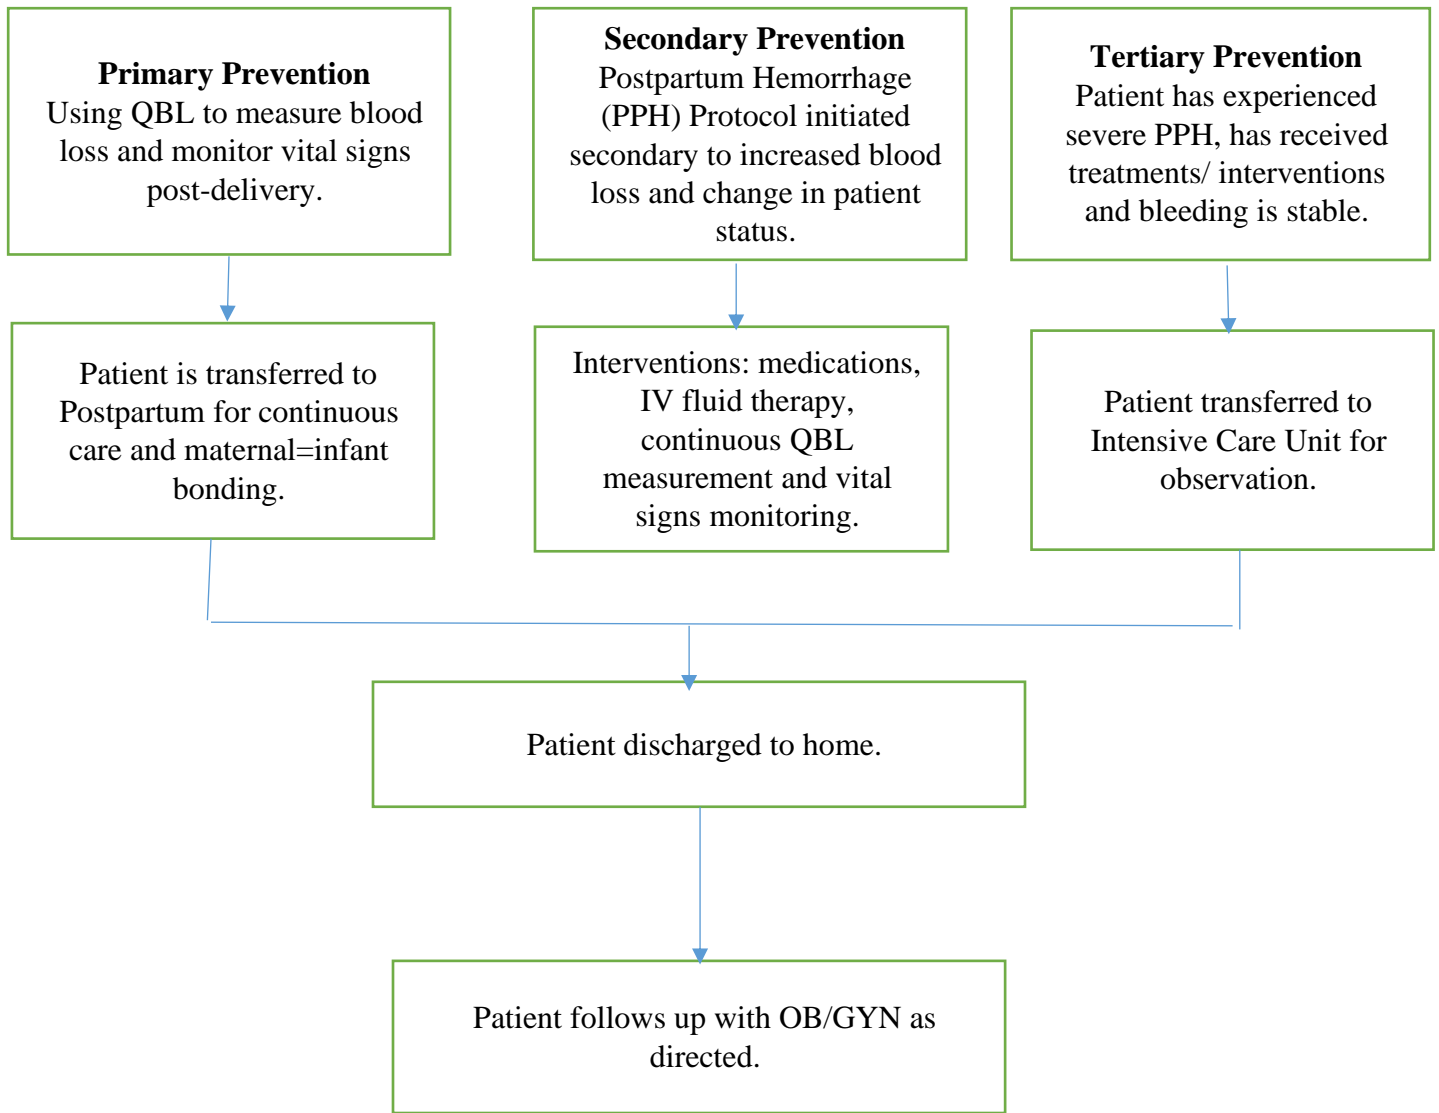 Primary Prevention
Using QBL to measure blood
loss and monitor vital signs
post-delivery.
Secondary Prevention
Postpartum Hemorrhage
(PPH) Protocol initiated
secondary to increased blood
loss and change in patient
status.
Tertiary Prevention
Patient has experienced
severe PPH, has received
treatments/ interventions
and bleeding is stable.
Patient is transferred to
Postpartum for continuous
care and maternal=infant
bonding.
Interventions: medications,
IV fluid therapy,
continuous QBL
measurement and vital
signs monitoring.
Patient transferred to
Intensive Care Unit for
observation.
Patient discharged to home.
Patient follows up with OB/GYN as
directed.